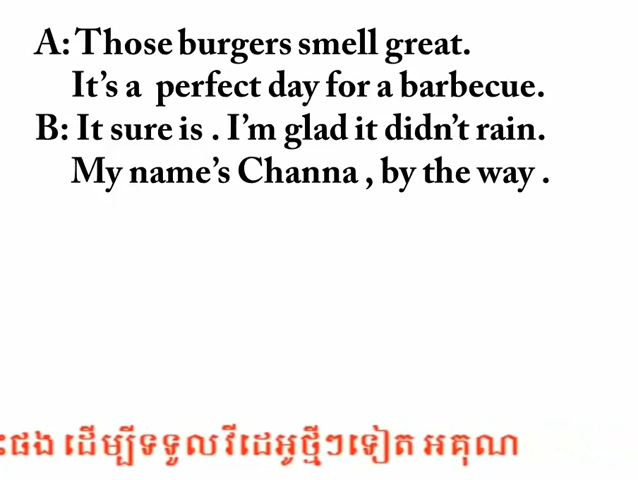 A: Those burgers smell great.
It’s a perfect day for a barbecue.
B: It sure is . I’m glad it didn’t rain.
My name’s Channa , by the way .
ផង ដើម្បីទទួលវីដេអូថ្មីៗទៀត អគុណ